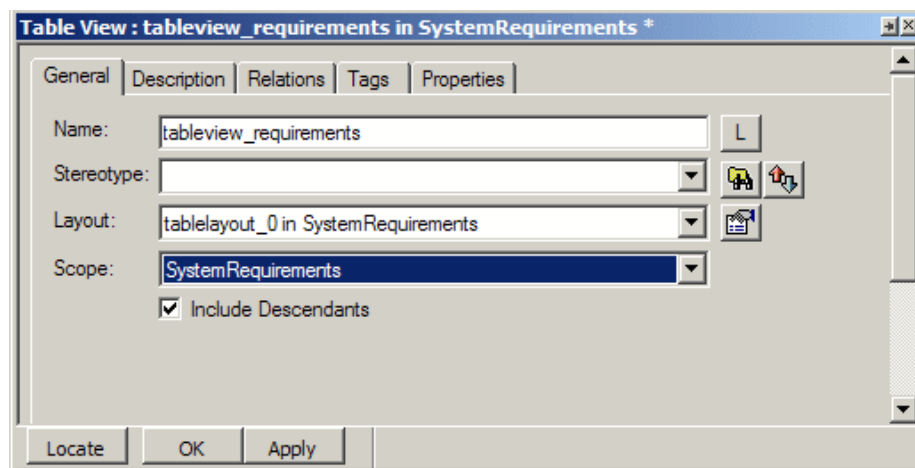 Table View : tableview_requirements in SystemRequirements *
General Description Relations Tags Properties
Name: tableview_requirements L
Stereotype:
Layout: tablelayout_0 in SystemRequirements
Scope: SystemRequirements
Include Descendants
Locate OK Apply